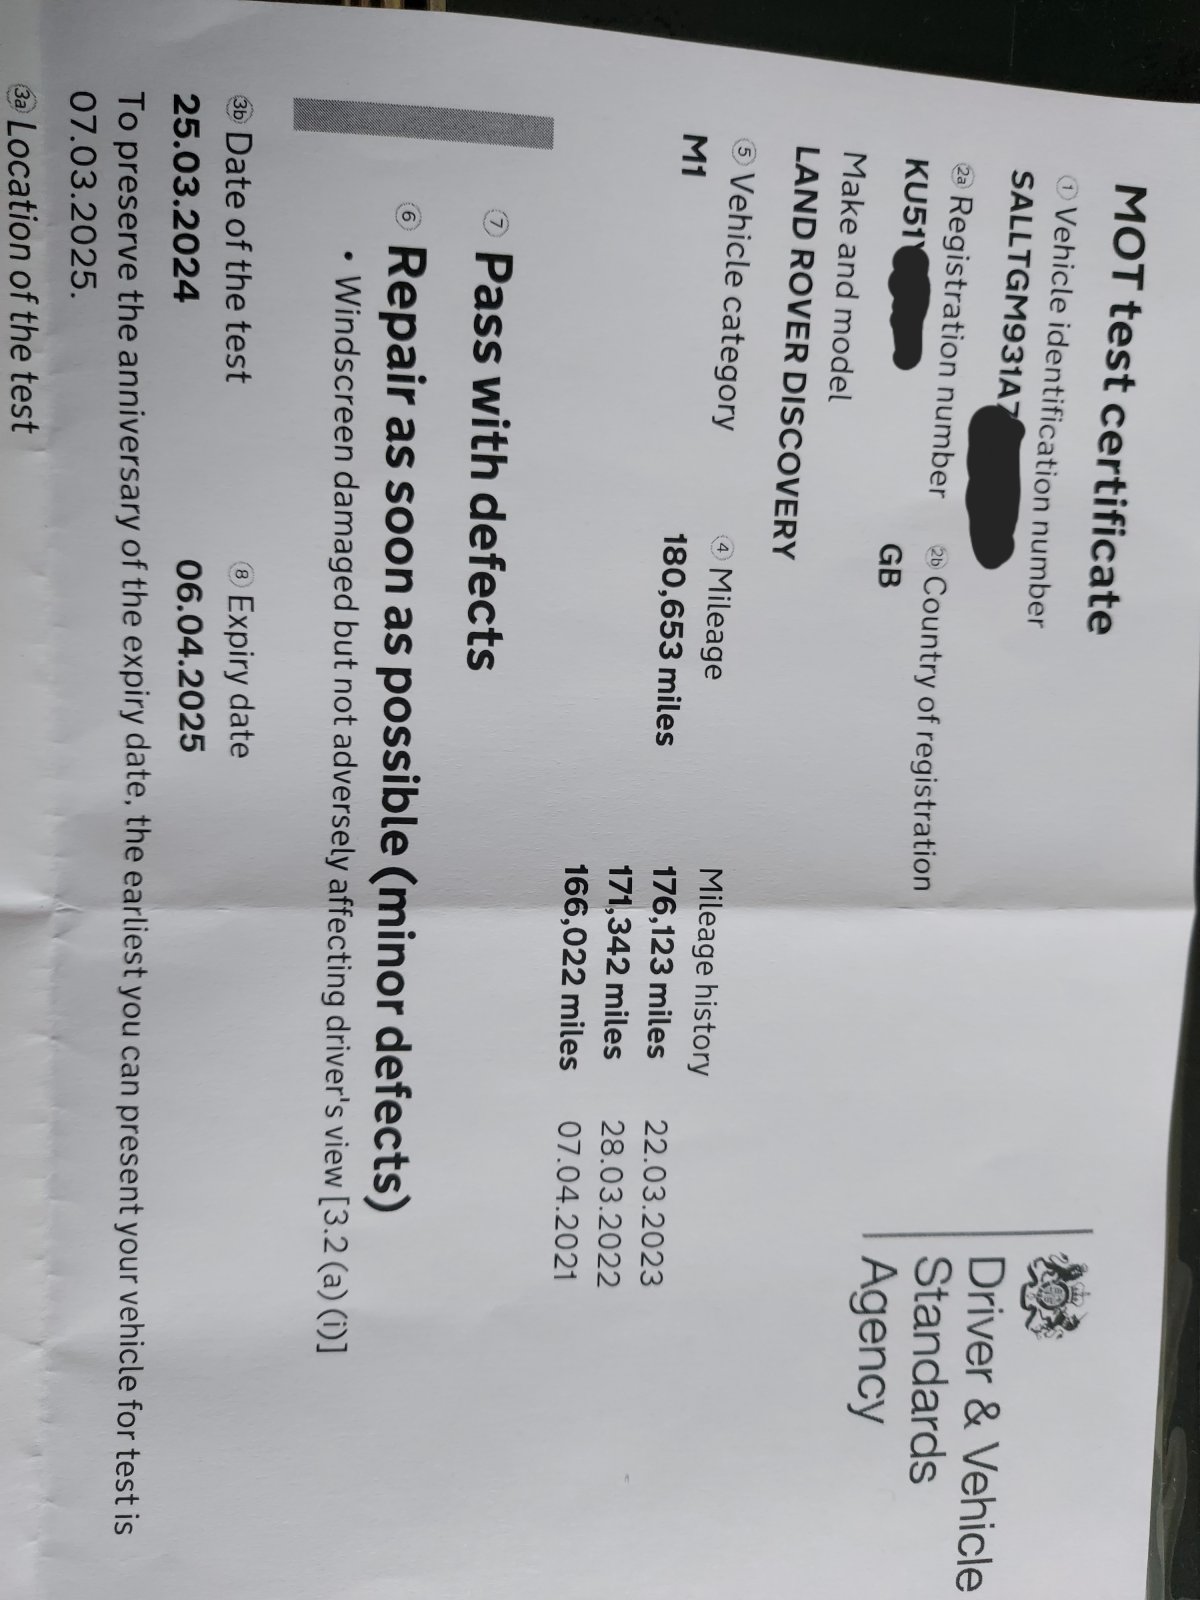 MOT test certificate
Driver & Vehicle
Standards
Agency
① Vehicle identification number
SALLTGM931A7
2a Registration number
2b Country of registration
KU51
GB
Make and model
LAND ROVER DISCOVERY
⑤ Vehicle category
④ Mileage
Mileage history
M1
180,653 miles
176,123 miles 22.03.2023
171,342 miles 28.03.2022
166,022 miles 07.04.2021
⑦ Pass with defects
⑥ Repair as soon as possible (minor defects)
• Windscreen damaged but not adversely affecting driver's view [3.2 (a) (i)]
3b Date of the test
⑧ Expiry date
25.03.2024
06.04.2025
To preserve the anniversary of the expiry date, the earliest you can present your vehicle for test is
07.03.2025.
3a Location of the test